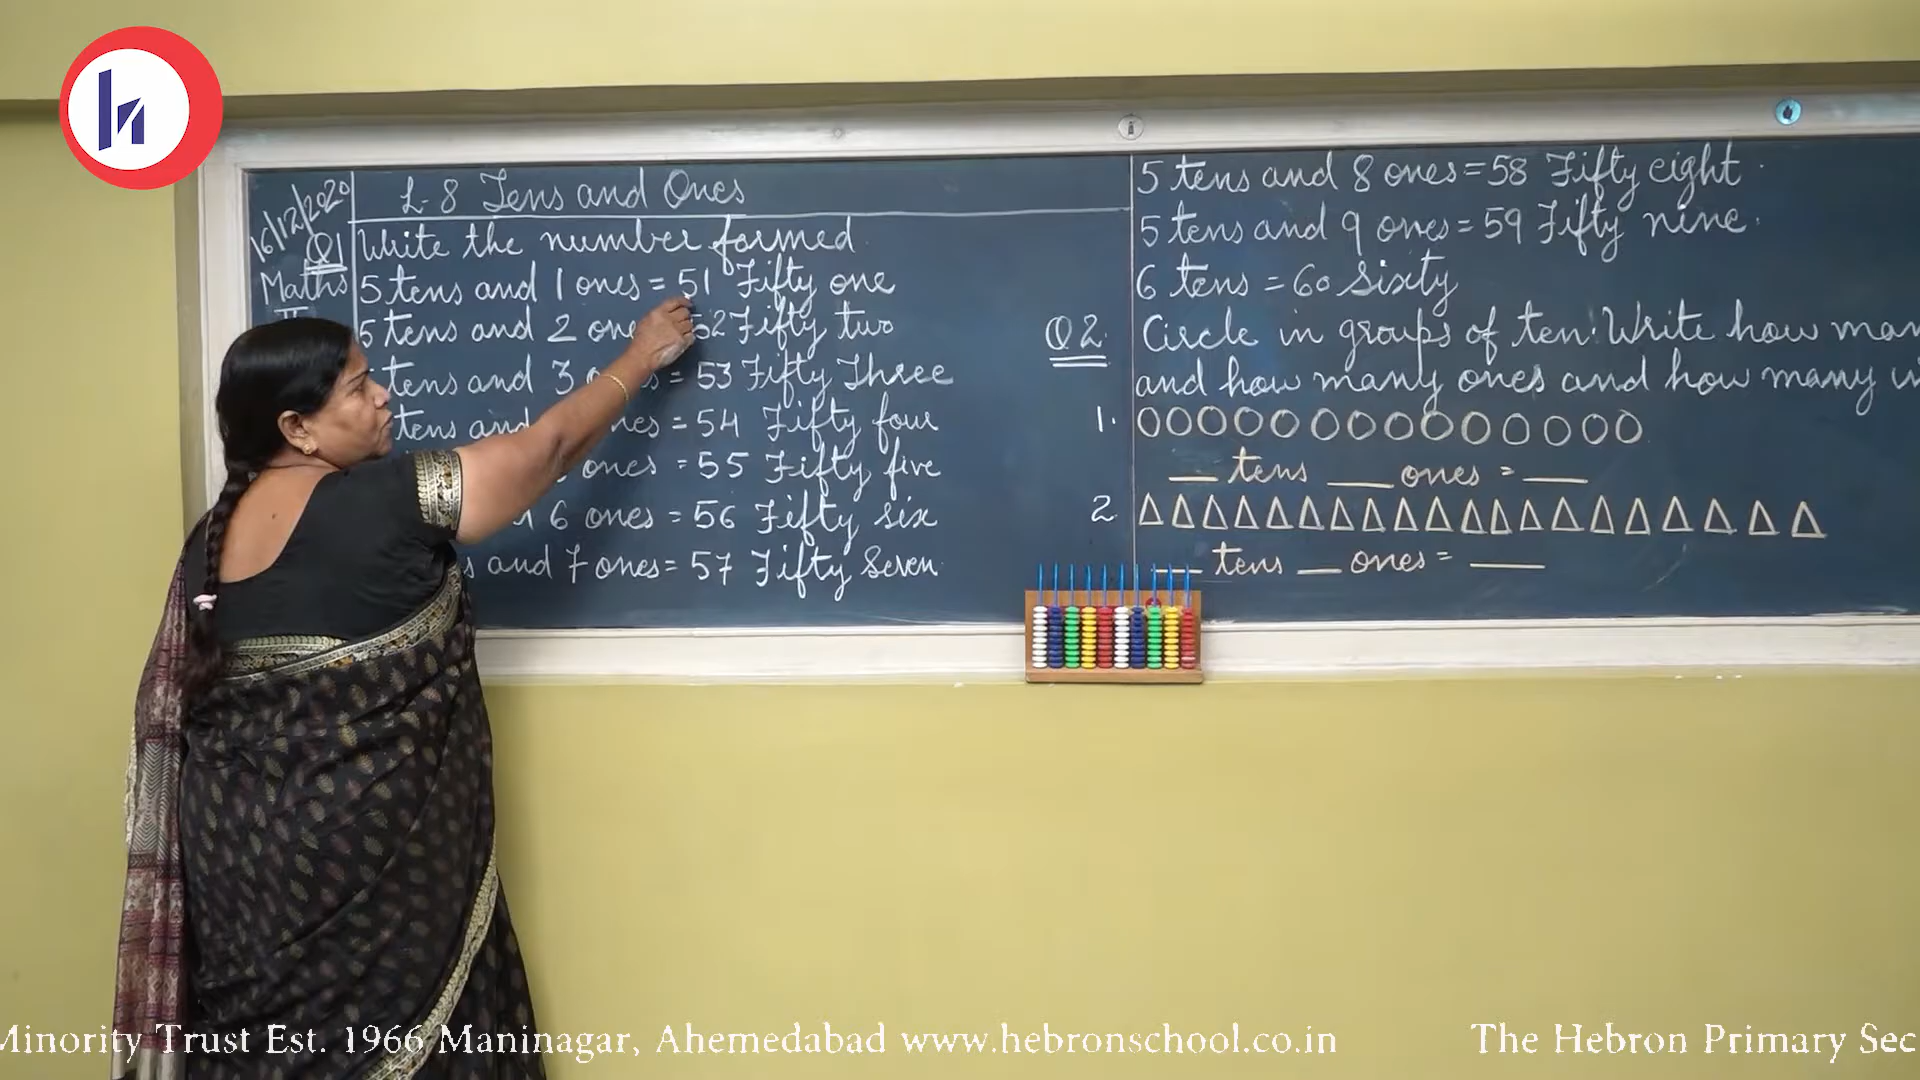 16/12/2020
Maths
II
L-8 Tens and Ones
Q1 Write the number formed
5 tens and 1 ones = 51 Fifty one
5 tens and 2 ones 52 Fifty two
tens and 3 = 53 Fifty Three
tens and ones = 54 Fifty four
ones = 55 Fifty five
6 ones = 56 Fifty six
and 7 ones = 57 Fifty Seven
5 tens and 8 ones = 58 Fifty eight.
5 tens and 9 ones = 59 Fifty nine.
6 tens = 60 Sixty
Q2. Circle in groups of ten. Write how man
and how many ones and how many
1. OOOOOOOOOOOOOO
__ tens __ ones = __
2. ΔΔΔΔΔΔΔΔΔΔΔΔΔΔΔΔΔΔΔΔ
__ tens __ ones = __
Minority Trust Est. 1966 Maninagar, Ahemedabad www.hebronschool.co.in The Hebron Primary Sec